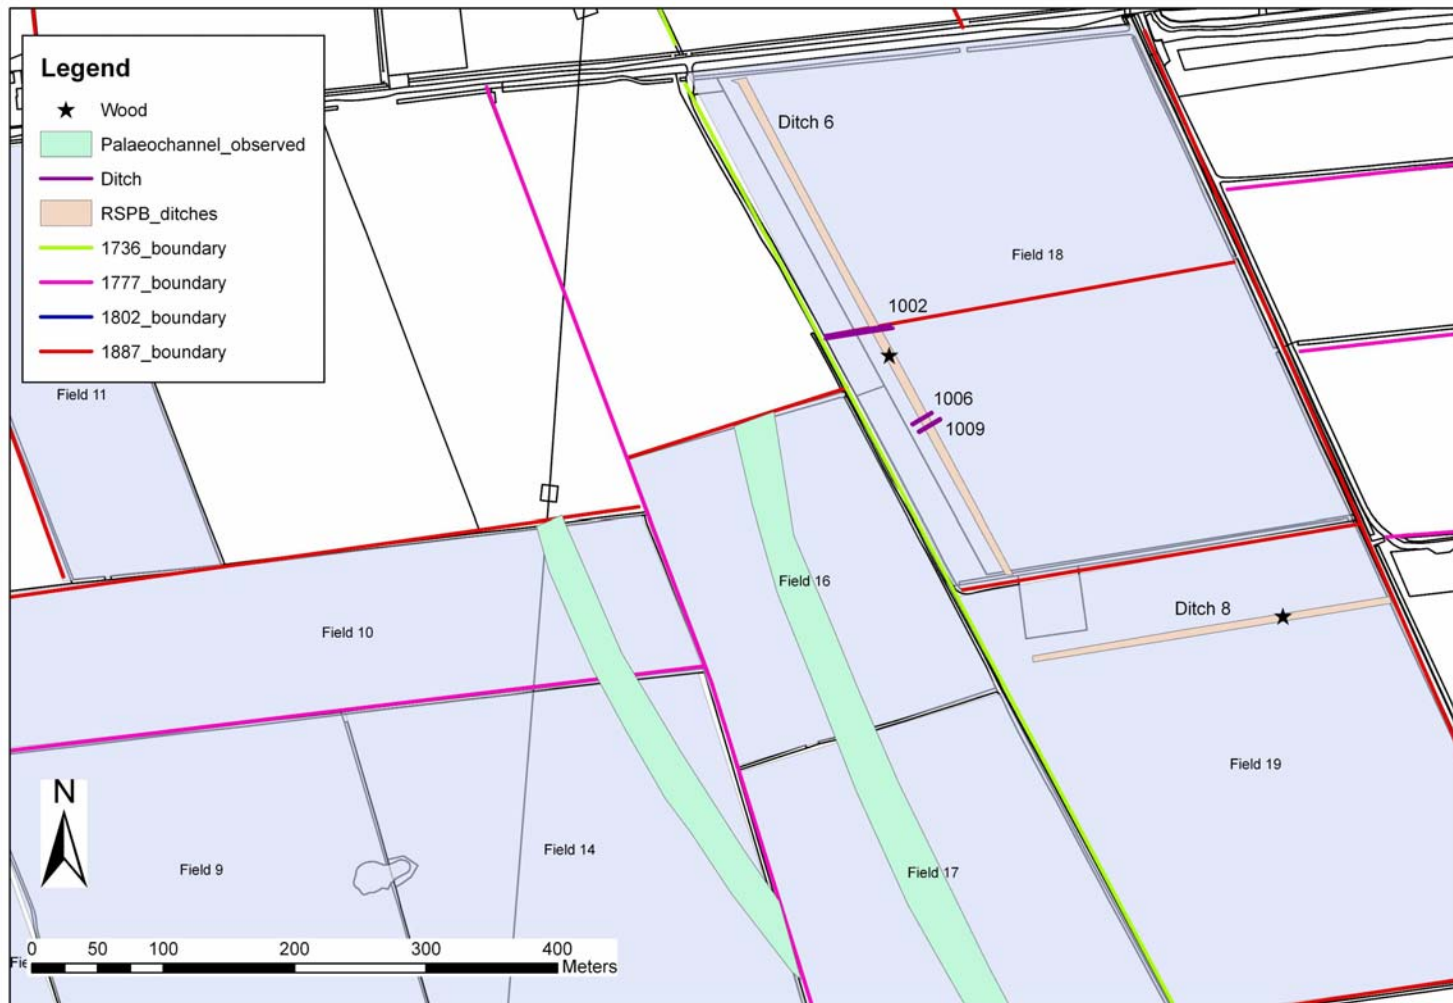 Legend
Wood
Palaeochannel_observed
Ditch
RSPB_ditches
1736_boundary
1777_boundary
1802_boundary
1887_boundary
Ditch 6
Field 18
1002
Field 11
1006
1009
Field 16
Ditch 8
Field 10
Field 19
N
Field 14
Field 9
Field 17
0 50 100 200 300 400
Meters